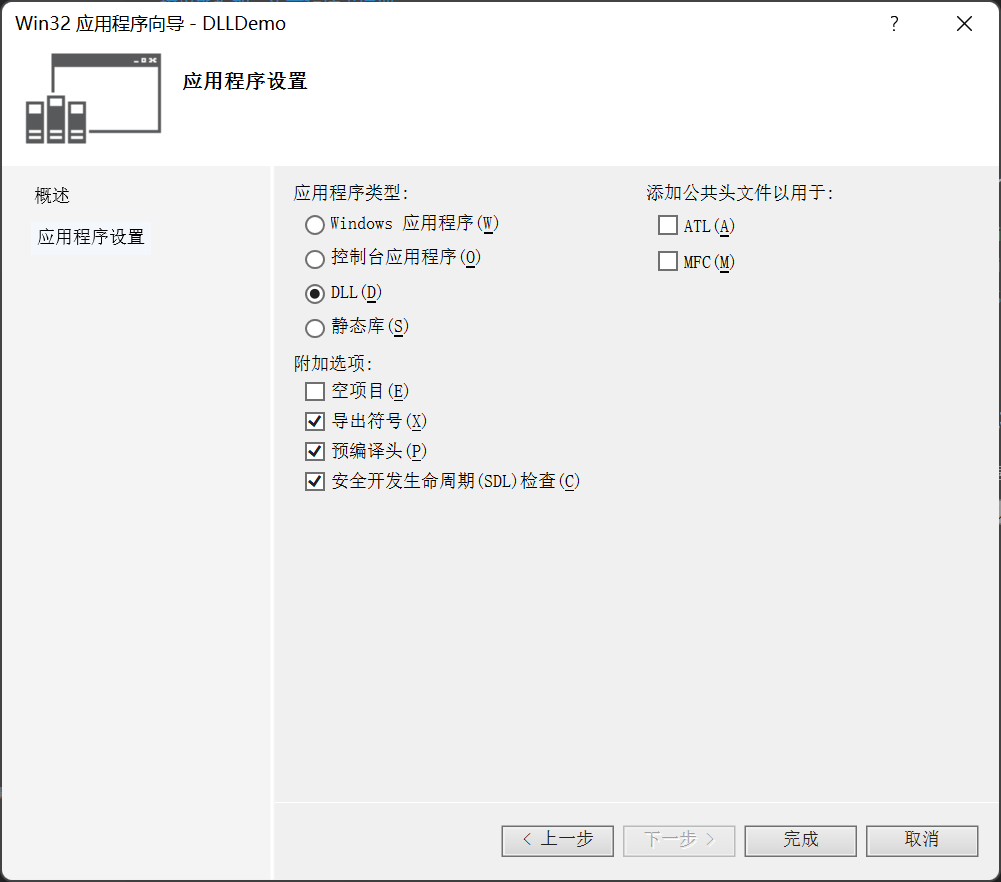 Win32 应用程序向导 - DLLDemo
?
应用程序设置
概述
应用程序设置
应用程序类型:
Windows 应用程序(W)
控制台应用程序(O)
DLL(D)
静态库(S)
附加选项:
空项目(E)
导出符号(X)
预编译头(P)
安全开发生命周期(SDL)检查(C)
添加公共头文件以用于:
ATL(A)
MFC(M)
< 上一步
下一步 >
完成
取消